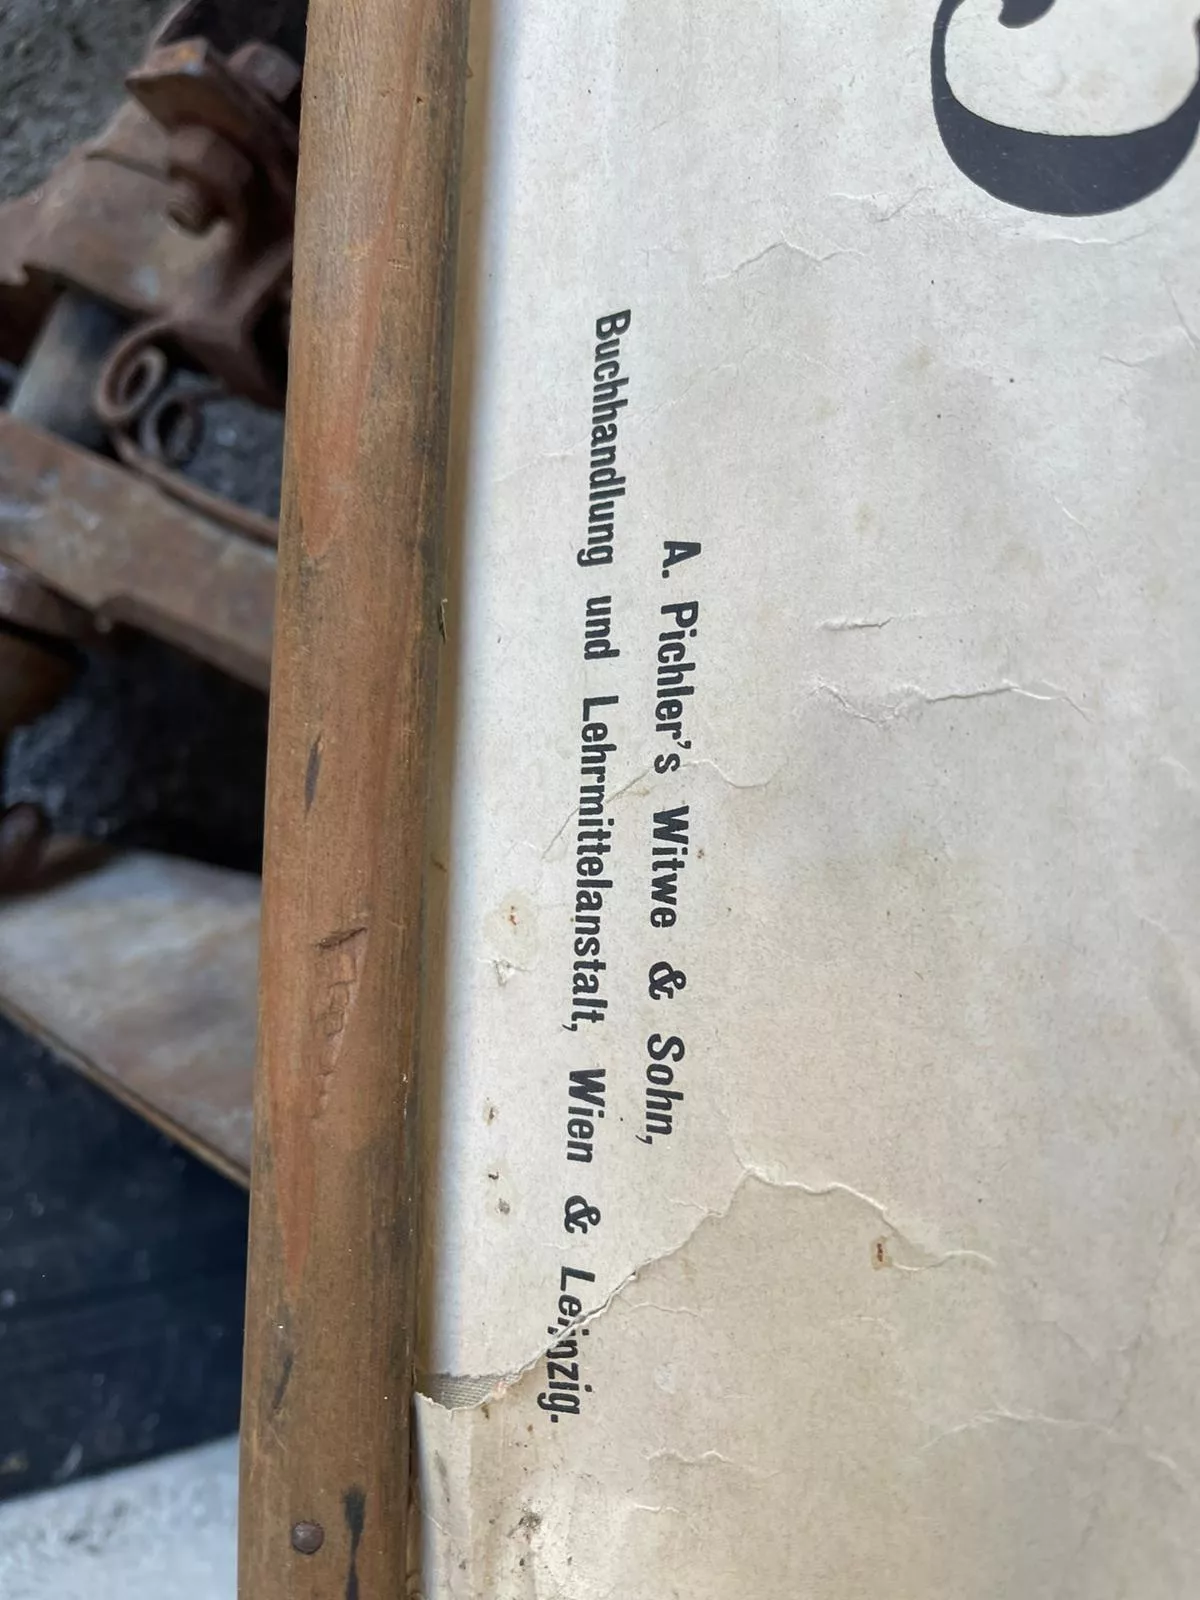 A. Pichler's Witwe & Sohn,
Buchhandlung und Lehrmittelanstalt, Wien & Leipzig.